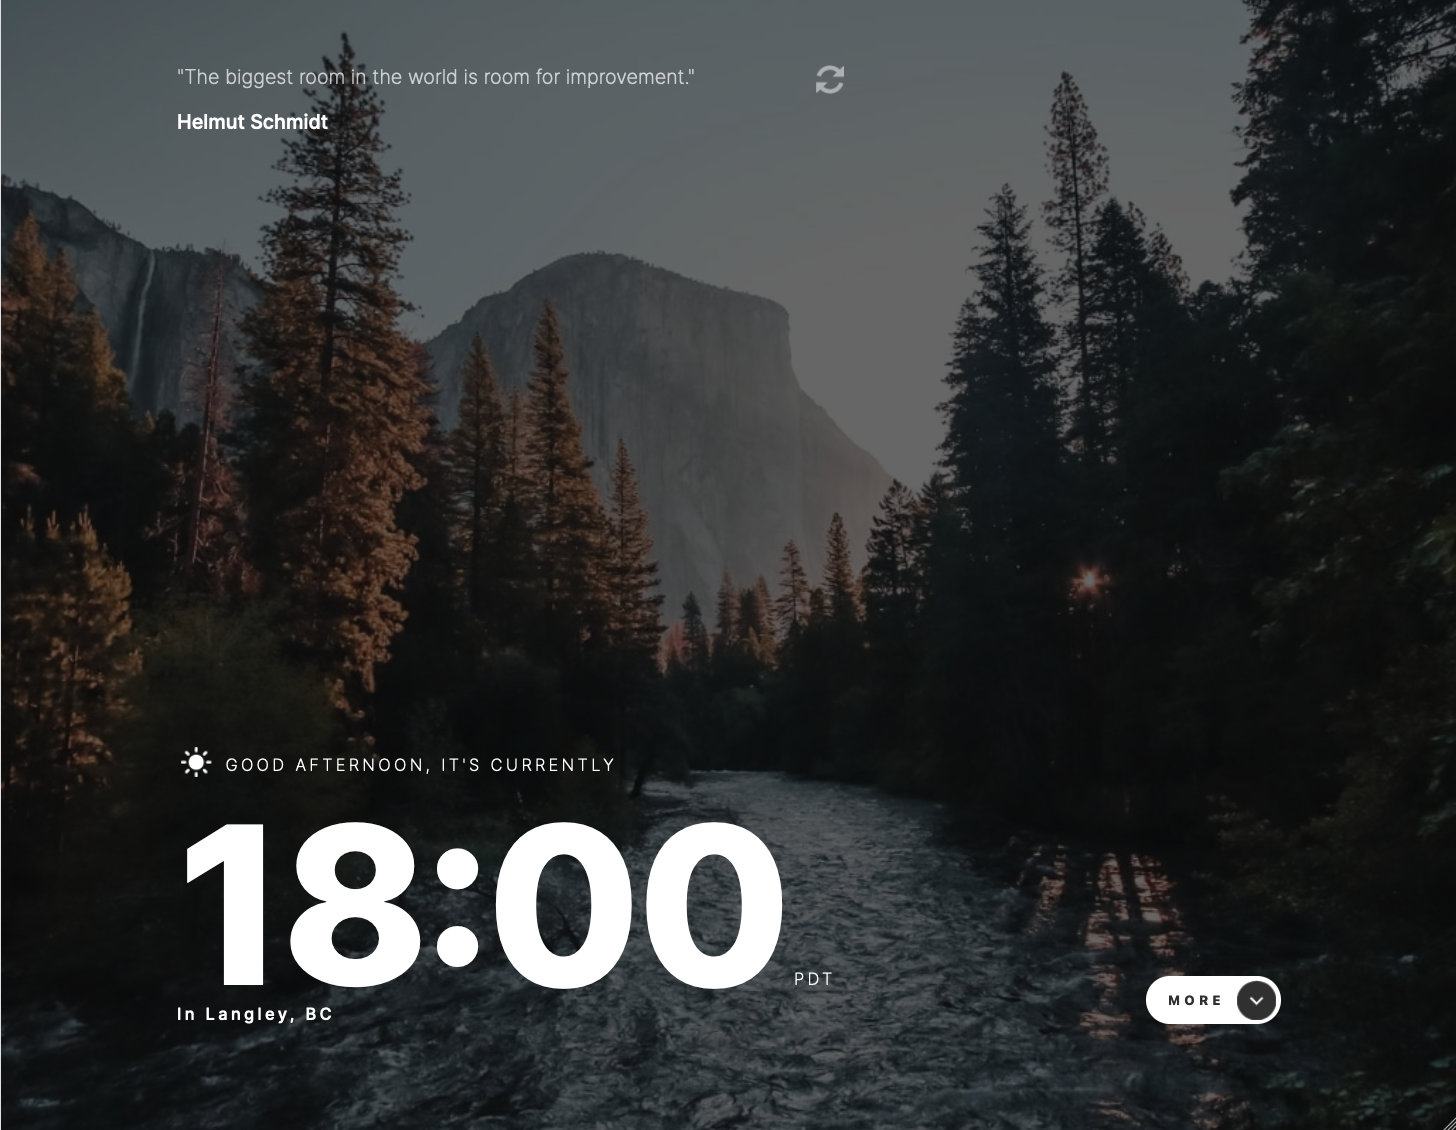 "The biggest room in the world is room for improvement."
Helmut Schmidt
GOOD AFTERNOON, IT'S CURRENTLY
18:00 PDT
In Langley, BC
MORE